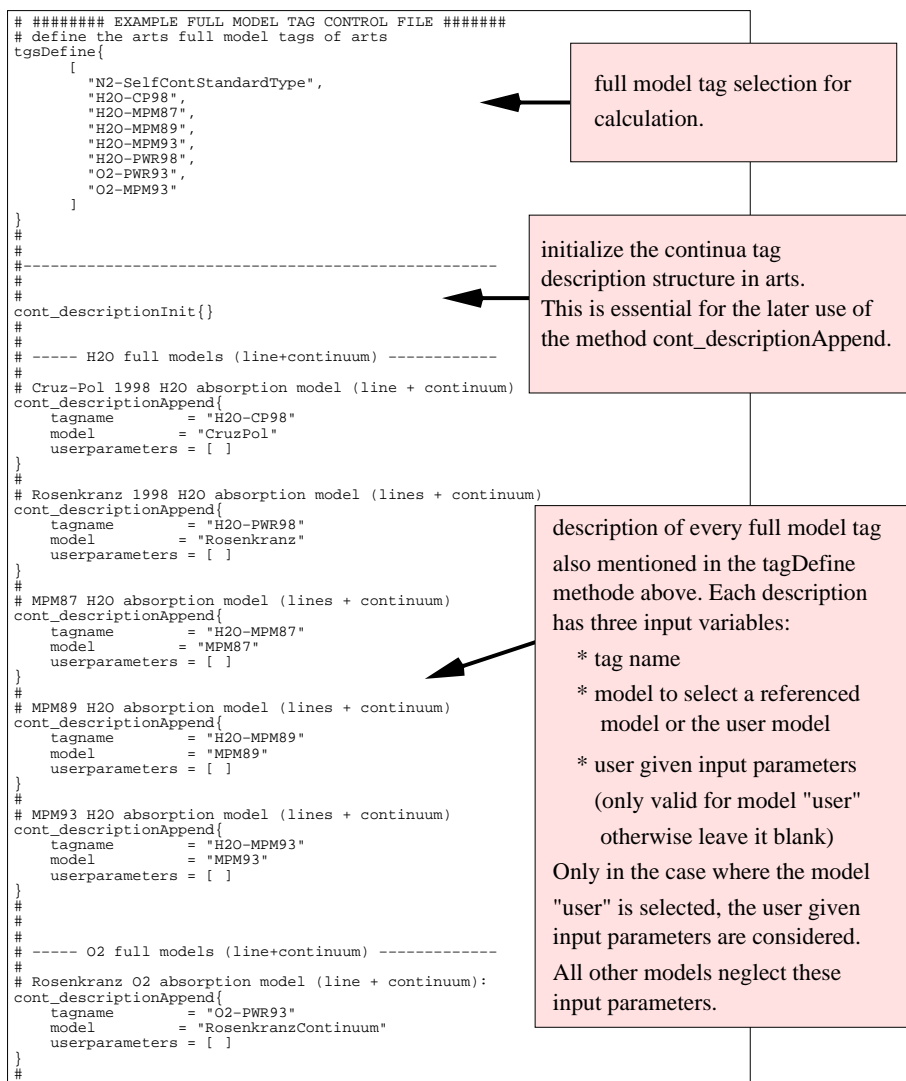 # ######## EXAMPLE FULL MODEL TAG CONTROL FILE #######
# define the arts full model tags of arts
tgsDefine{
      [
        "N2-SelfContStandardType",
        "H2O-CP98",
        "H2O-MPM87",
        "H2O-MPM89",
        "H2O-MPM93",
        "H2O-PWR98",
        "O2-PWR93",
        "O2-MPM93"
      ]
}
#
#
#----------------------------------------------------
#
#
cont_descriptionInit{}
#
#
# ----- H2O full models (line+continuum) ------------
#
# Cruz-Pol 1998 H2O absorption model (line + continuum)
cont_descriptionAppend{
    tagname        = "H2O-CP98"
    model         = "CruzPol"
    userparameters = [ ]
}
#
# Rosenkranz 1998 H2O absorption model (lines + continuum)
cont_descriptionAppend{
    tagname        = "H2O-PWR98"
    model         = "Rosenkranz"
    userparameters = [ ]
}
#
# MPM87 H2O absorption model (lines + continuum)
cont_descriptionAppend{
    tagname        = "H2O-MPM87"
    model         = "MPM87"
    userparameters = [ ]
}
#
# MPM89 H2O absorption model (lines + continuum)
cont_descriptionAppend{
    tagname        = "H2O-MPM89"
    model          = "MPM89"
    userparameters = [ ]
}
#
# MPM93 H2O absorption model (lines + continuum)
cont_descriptionAppend{
    tagname        = "H2O-MPM93"
    model          = "MPM93"
    userparameters = [ ]
}
#
#
#
# ----- O2 full models (line+continuum) -------------
#
# Rosenkranz O2 absorption model (line + continuum):
cont_descriptionAppend{
    tagname        = "O2-PWR93"
    model         = "RosenkranzContinuum"
    userparameters = [ ]
}
#
full model tag selection for
calculation.
initialize the continua tag
description structure in arts.
This is essential for the later use of
the method cont_descriptionAppend.
description of every full model tag
also mentioned in the tagDefine
methode above. Each description
has three input variables:
* tag name
* model to select a referenced
model or the user model
* user given input parameters
(only valid for model "user"
otherwise leave it blank)
Only in the case where the model
"user" is selected, the user given
input parameters are considered.
All other models neglect these
input parameters.